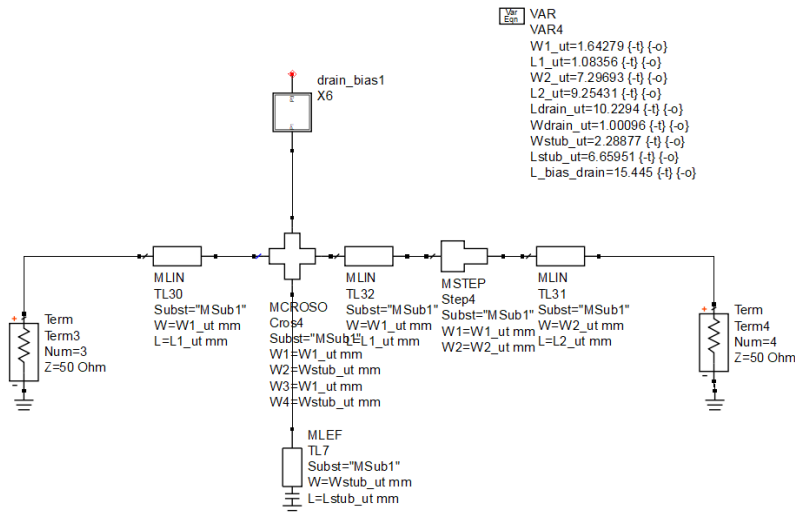 Var
Eqn
VAR
VAR4
W1_ut=1.64279 {-t} {-o}
L1_ut=1.08356 {-t} {-o}
W2_ut=7.29693 {-t} {-o}
L2_ut=9.25431 {-t} {-o}
Ldrain_ut=10.2294 {-t} {-o}
Wdrain_ut=1.00096 {-t} {-o}
Wstub_ut=2.28877 {-t} {-o}
Lstub_ut=6.65951 {-t} {-o}
L_bias_drain=15.445 {-t} {-o}
drain_bias1
X6
MLIN
TL30
Subst="MSub1"
W=W1_ut mm
L=L1_ut mm
MCROSO
Cros4
Subst="MSub1"
W1=W1_ut mm
W2=Wstub_ut mm
W3=W1_ut mm
W4=Wstub_ut mm
MLIN
TL32
Subst="MSub1"
W=W1_ut mm
L=L1_ut mm
MSTEP
Step4
Subst="MSub1"
W1=W1_ut mm
W2=W2_ut mm
MLIN
TL31
Subst="MSub1"
W=W2_ut mm
L=L2_ut mm
Term
Term3
Num=3
Z=50 Ohm
Term
Term4
Num=4
Z=50 Ohm
MLEF
TL7
Subst="MSub1"
W=Wstub_ut mm
L=Lstub_ut mm